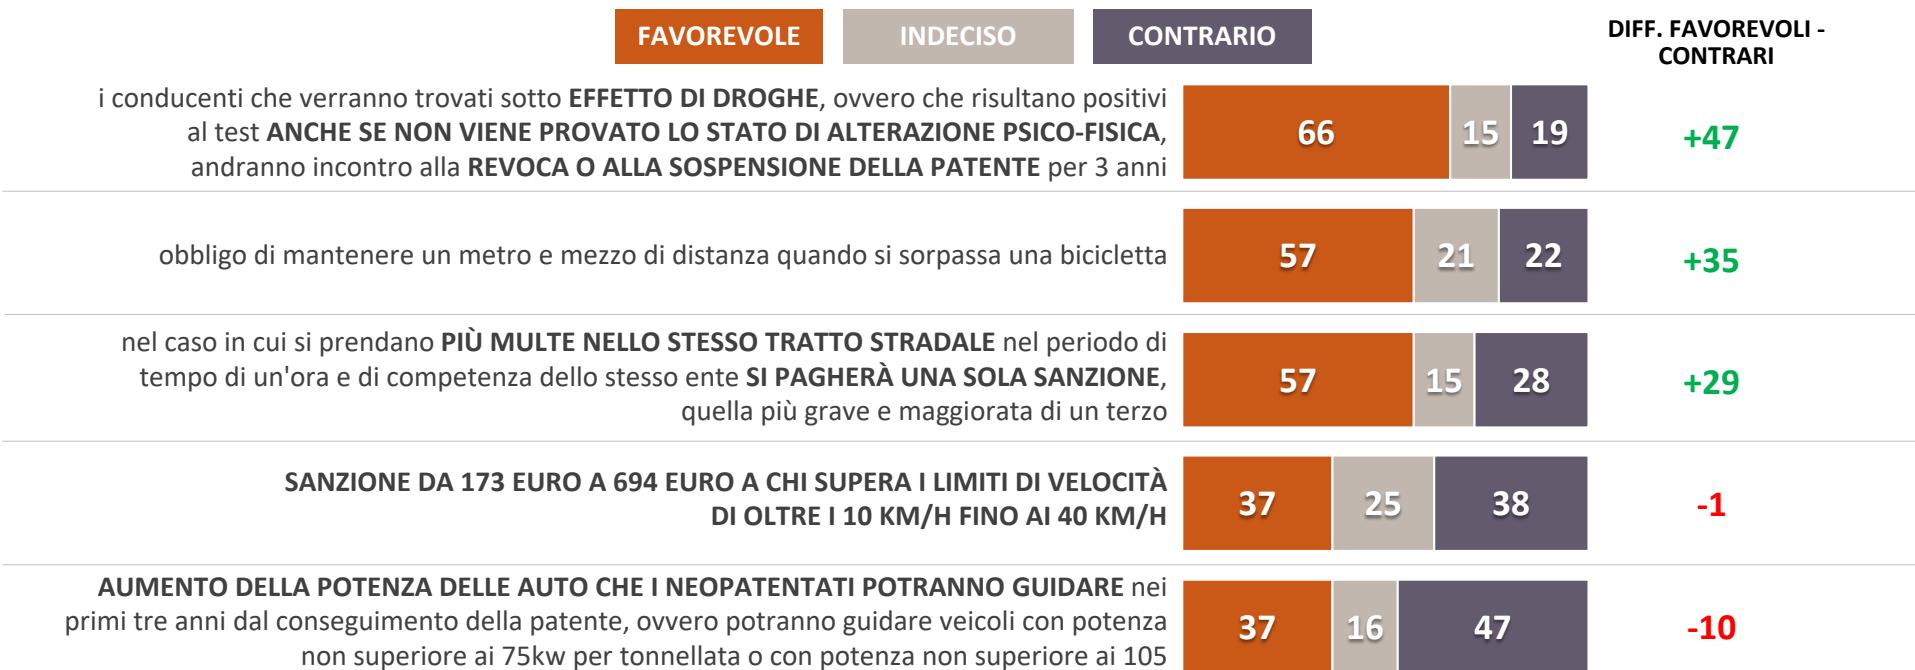 FAVOREVOLE INDECISO CONTRARIO DIFF. FAVOREVOLI -
CONTRARI
i conducenti che verranno trovati sotto EFFETTO DI DROGHE, ovvero che risultano positivi
al test ANCHE SE NON VIENE PROVATO LO STATO DI ALTERAZIONE PSICO-FISICA,
andranno incontro alla REVOCA O ALLA SOSPENSIONE DELLA PATENTE per 3 anni
66 15 19 +47
obbligo di mantenere un metro e mezzo di distanza quando si sorpassa una bicicletta
57 21 22 +35
nel caso in cui si prendano PIÙ MULTE NELLO STESSO TRATTO STRADALE nel periodo di
tempo di un'ora e di competenza dello stesso ente SI PAGHERÀ UNA SOLA SANZIONE,
quella più grave e maggiorata di un terzo
57 15 28 +29
SANZIONE DA 173 EURO A 694 EURO A CHI SUPERA I LIMITI DI VELOCITÀ
DI OLTRE I 10 KM/H FINO AI 40 KM/H
37 25 38 -1
AUMENTO DELLA POTENZA DELLE AUTO CHE I NEOPATENTATI POTRANNO GUIDARE nei
primi tre anni dal conseguimento della patente, ovvero potranno guidare veicoli con potenza
non superiore ai 75kw per tonnellata o con potenza non superiore ai 105
37 16 47 -10